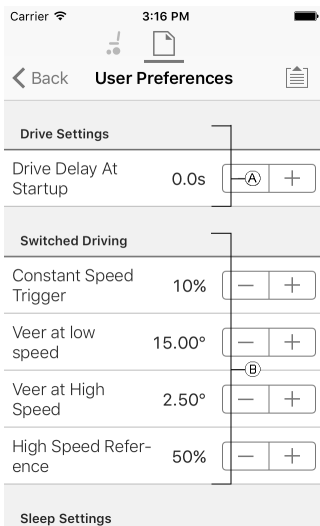 Carrier 3:16 PM
Back User Preferences
Drive Settings
Drive Delay At
Startup
0.0s − A +
Switched Driving
Constant Speed
Trigger
10% − +
Veer at low
speed
15.00° − +
B
Veer at High
Speed
2.50° − +
High Speed Refer-
ence
50% − +
Sleep Settings